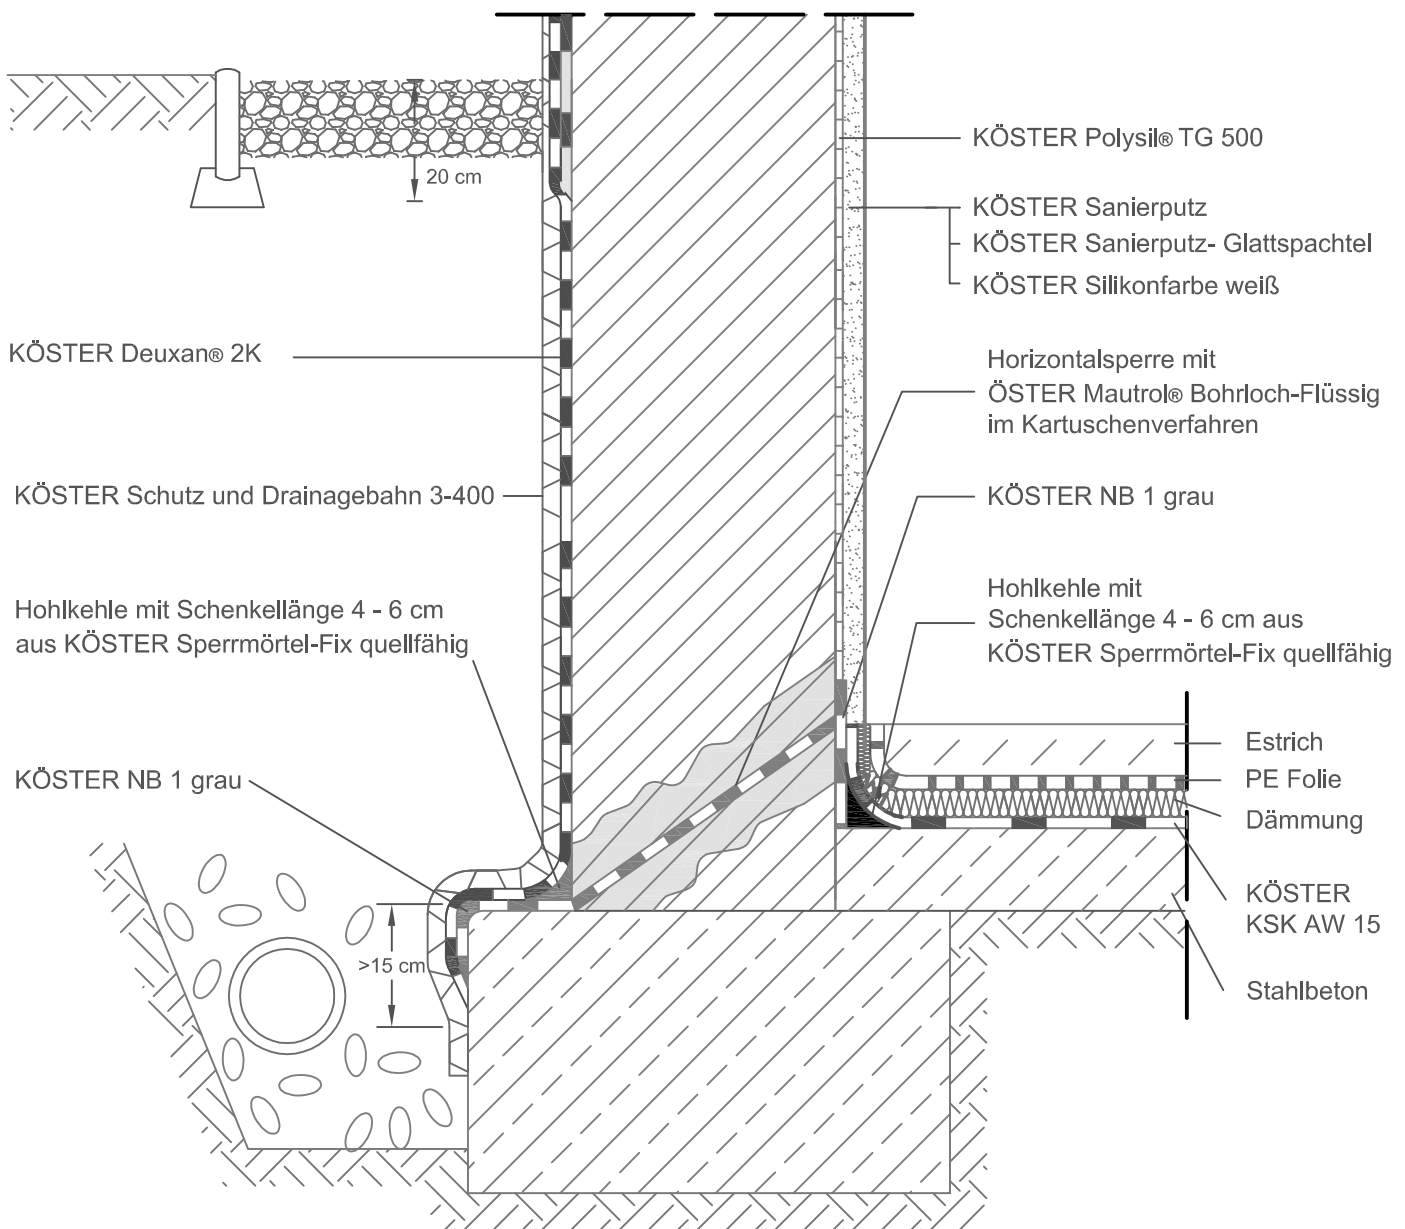 20 cm
KÖSTER Polysil® TG 500
KÖSTER Sanierputz
KÖSTER Sanierputz- Glattspachtel
KÖSTER Silikonfarbe weiß
KÖSTER Deuxan® 2K
Horizontalsperre mit
ÖSTER Mautrol® Bohrloch-Flüssig
im Kartuschenverfahren
KÖSTER Schutz und Drainagebahn 3-400
KÖSTER NB 1 grau
Hohlkehle mit Schenkellänge 4 - 6 cm
aus KÖSTER Sperrmörtel-Fix quellfähig
Hohlkehle mit
Schenkellänge 4 - 6 cm aus
KÖSTER Sperrmörtel-Fix quellfähig
KÖSTER NB 1 grau
Estrich
PE Folie
Dämmung
KÖSTER
KSK AW 15
>15 cm
Stahlbeton